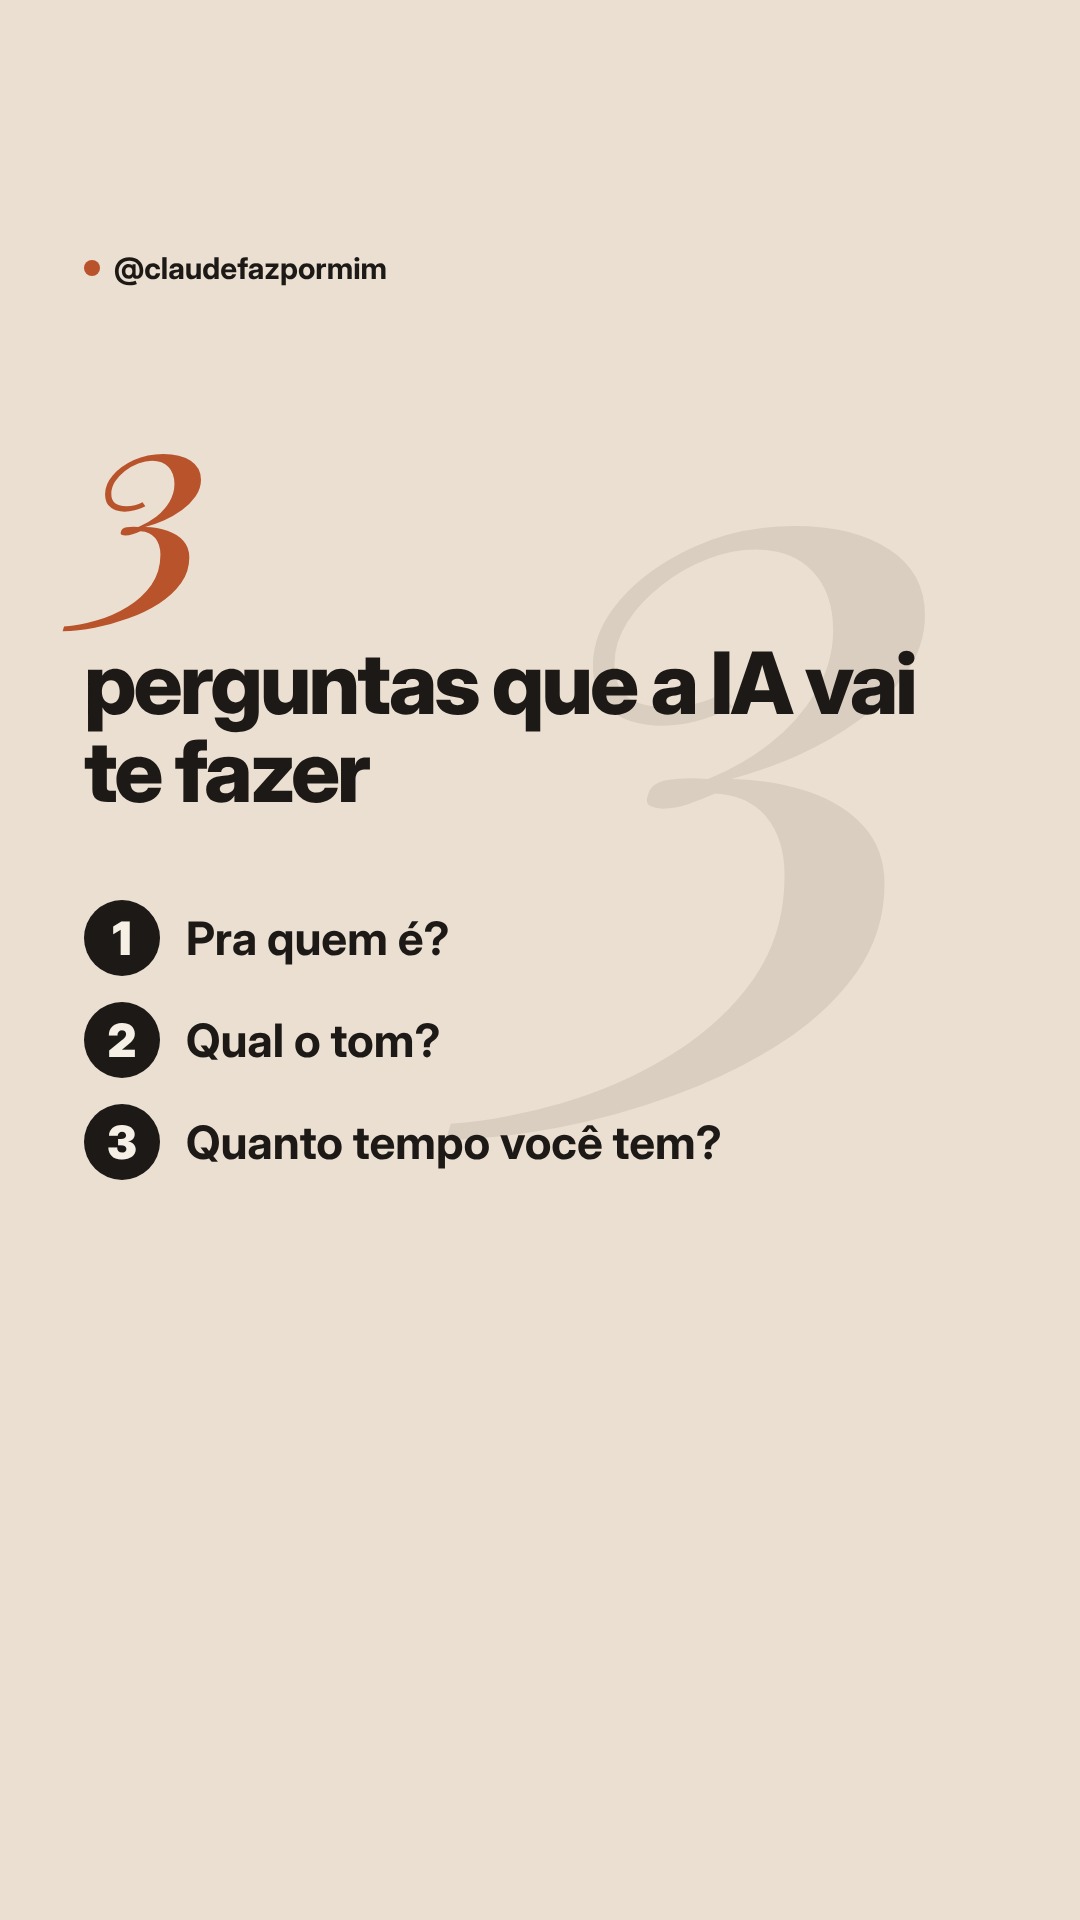 @claudefazpormim
3
3
perguntas que a IA vai
te fazer
1 Pra quem é?
2 Qual o tom?
3 Quanto tempo você tem?